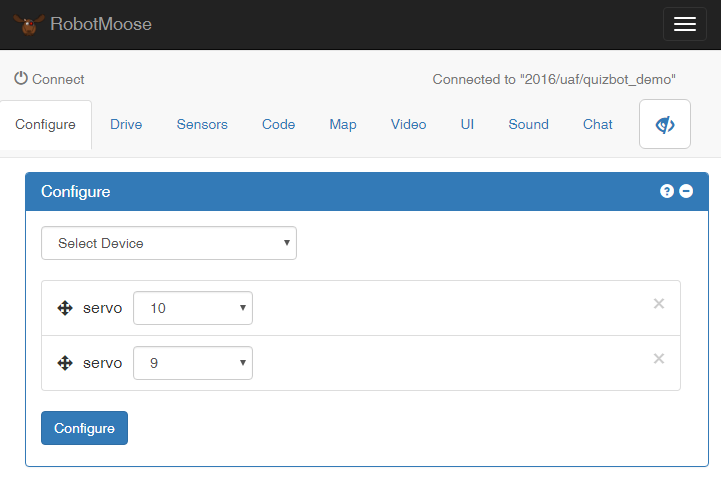 RobotMoose
Connect
Connected to "2016/uaf/quizbot_demo"
Configure Drive Sensors Code Map Video UI Sound Chat
Configure
Select Device
servo 10
servo 9
Configure